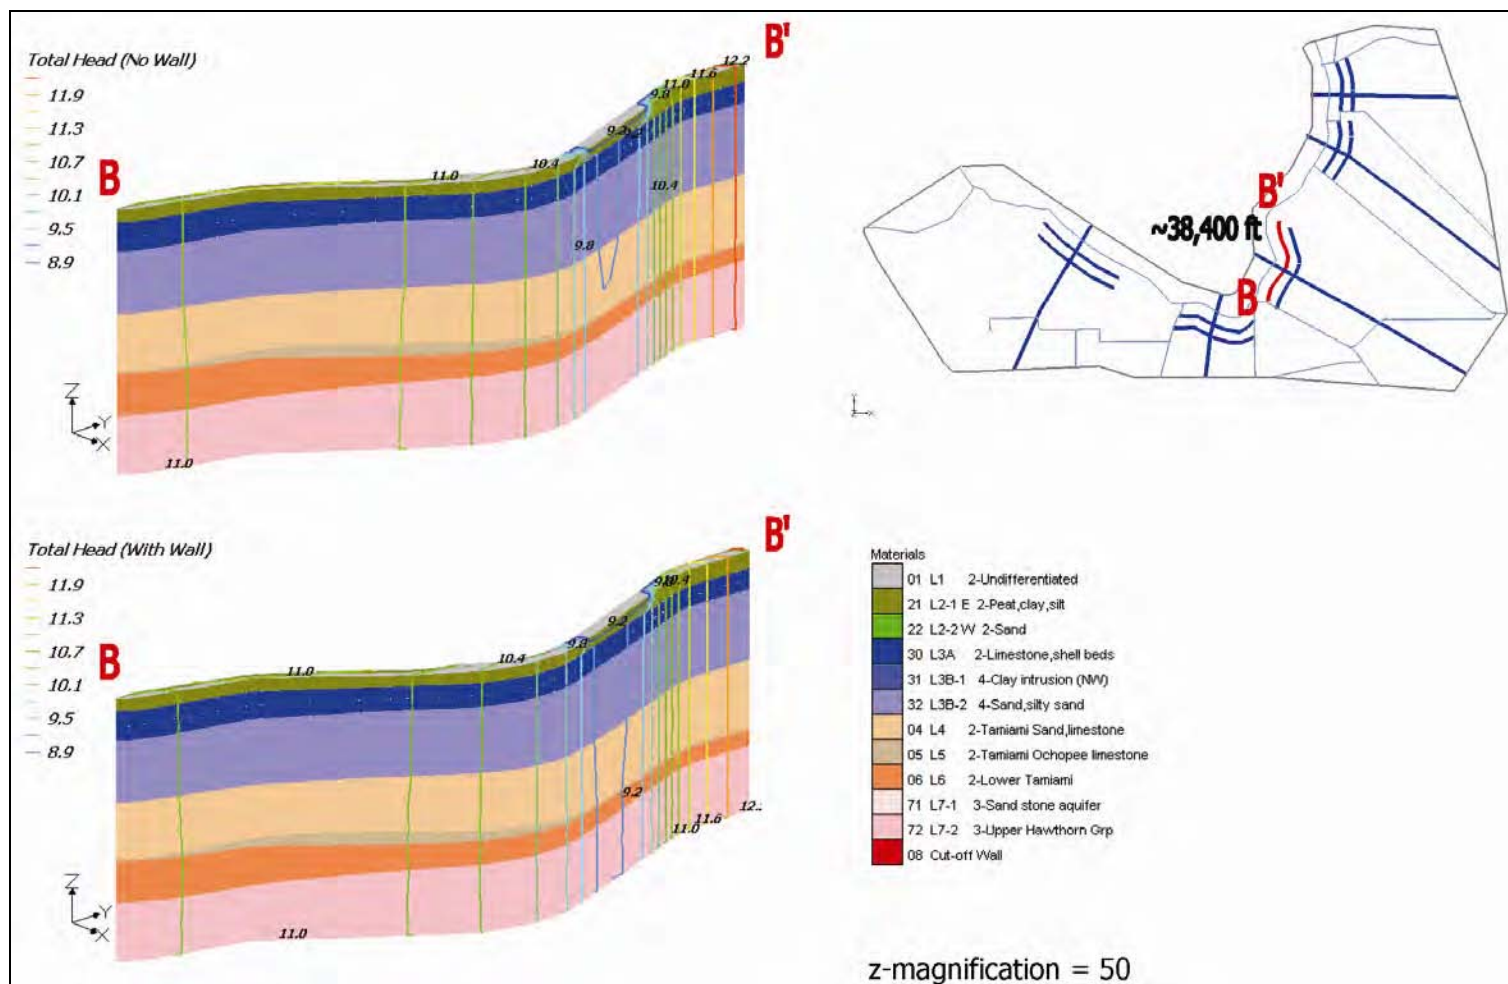 Total Head (No Wall)
11.9
11.3
10.7
10.1
9.5
8.9
B
B'
11.0
10.4
9.2
9.8
11.0
11.6
12.2
10.4
9.8
11.0
Z
Y
X
B'
~38,400 ft
B
Y
X
Total Head (With Wall)
11.9
11.3
10.7
10.1
9.5
8.9
B
B'
11.0
10.4
9.8
9.2
9.8
10.4
9.2
11.0
11.6
11.0
Z
Y
X
Materials
01 L1 2-Undifferentiated
21 L2-1 E 2-Peat,clay,silt
22 L2-2 W 2-Sand
30 L3A 2-Limestone,shell beds
31 L3B-1 4-Clay intrusion (NW)
32 L3B-2 4-Sand,silty sand
04 L4 2-Tamiami Sand,limestone
05 L5 2-Tamiami Ochopee limestone
06 L6 2-Lower Tamiami
71 L7-1 3-Sand stone aquifer
72 L7-2 3-Upper Hawthorn Grp
08 Cut-off Wall
z-magnification = 50